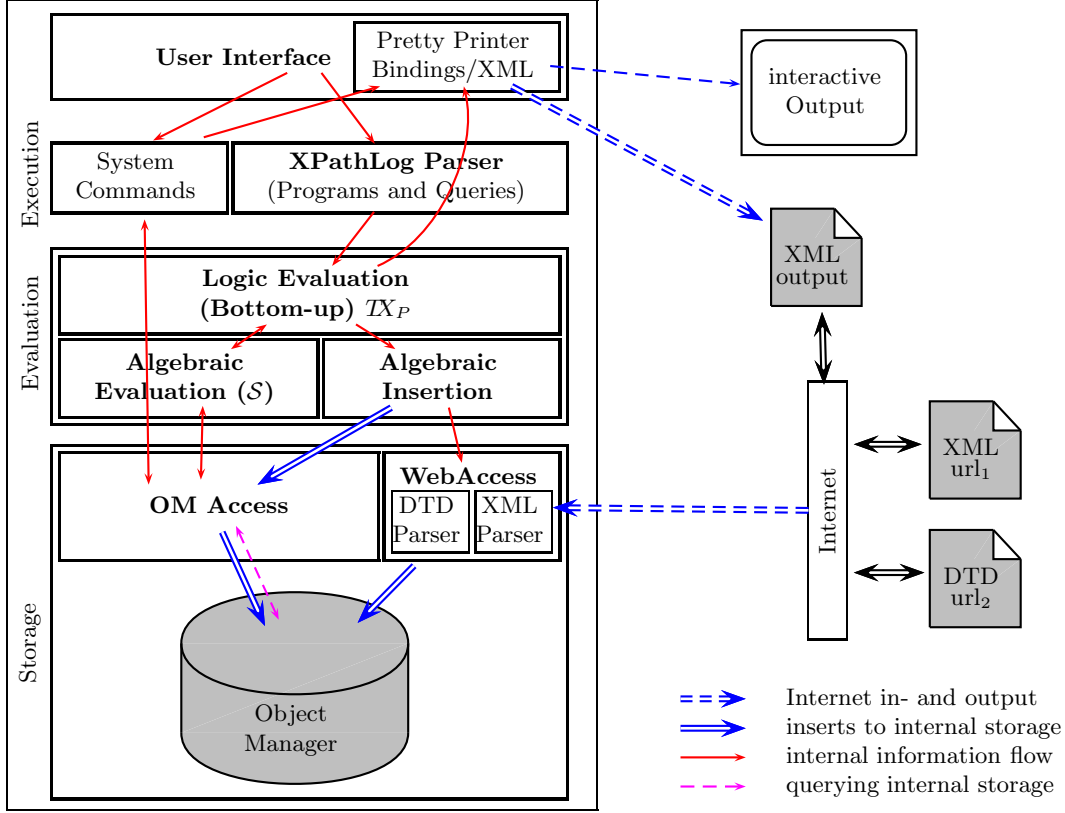 User Interface
Pretty Printer
Bindings/XML
interactive
Output
Execution
System
Commands
XPathLog Parser
(Programs and Queries)
XML
output
Evaluation
Logic Evaluation
(Bottom-up) TX_P
Algebraic
Evaluation (𝒮)
Algebraic
Insertion
Storage
OM Access
WebAccess
DTD
Parser
XML
Parser
Object
Manager
Internet
XML
url₁
DTD
url₂
Internet in- and output
inserts to internal storage
internal information flow
querying internal storage